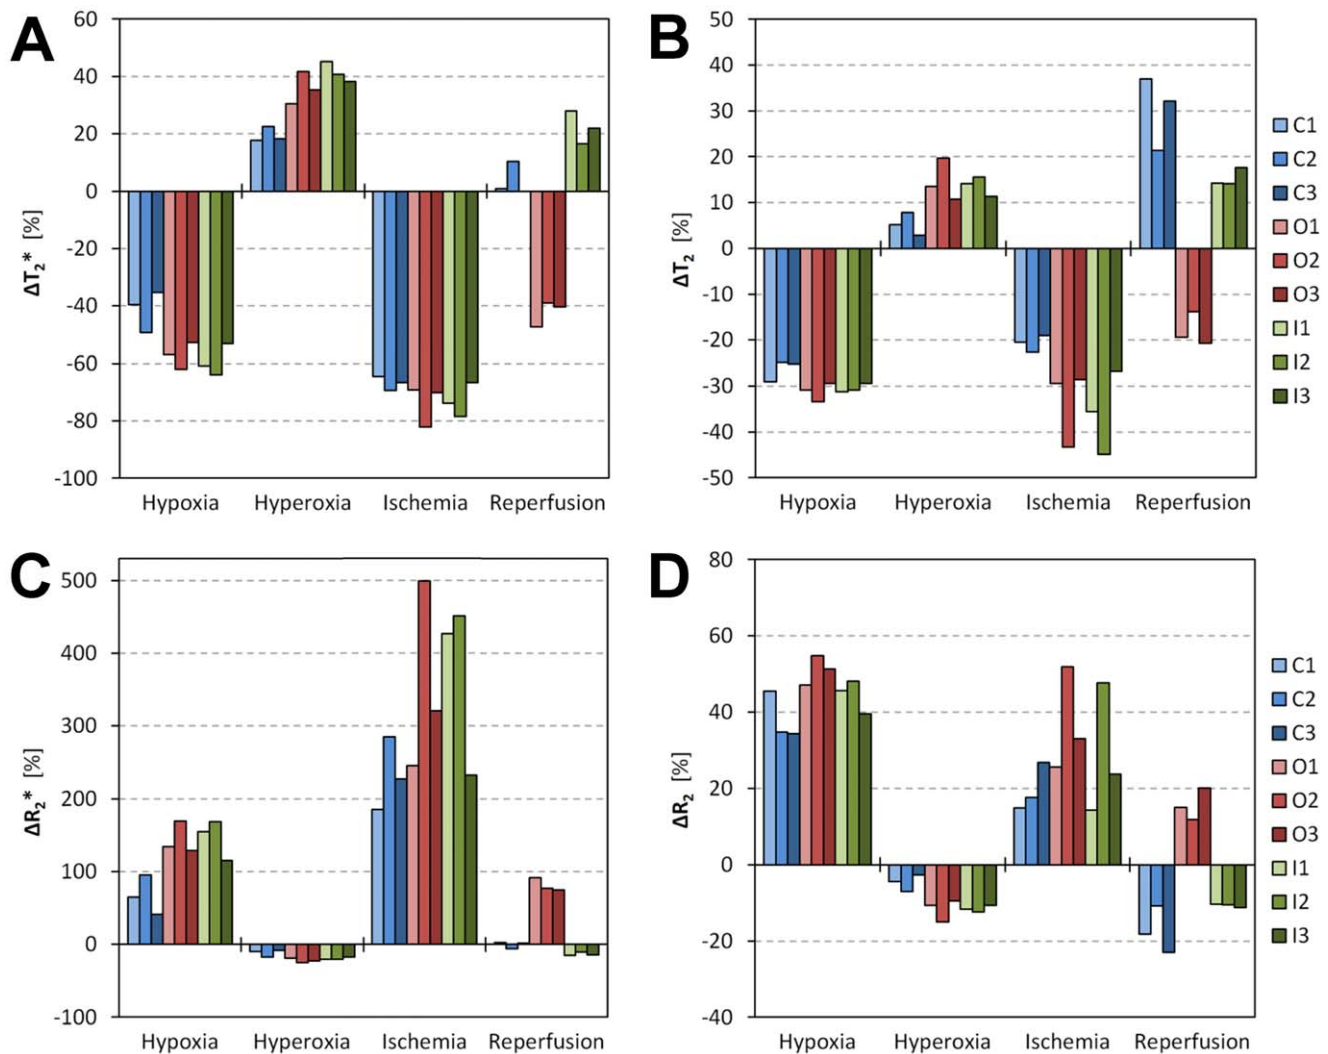 A
60
40
20
0
-20
-40
-60
-80
-100
ΔT₂* [%]
Hypoxia Hyperoxia Ischemia Reperfusion
B
50
40
30
20
10
0
-10
-20
-30
-40
-50
ΔT₂ [%]
Hypoxia Hyperoxia Ischemia Reperfusion
C1
C2
C3
O1
O2
O3
I1
I2
I3
C
500
400
300
200
100
0
-100
ΔR₂* [%]
Hypoxia Hyperoxia Ischemia Reperfusion
D
80
60
40
20
0
-20
-40
ΔR₂ [%]
Hypoxia Hyperoxia Ischemia Reperfusion
C1
C2
C3
O1
O2
O3
I1
I2
I3